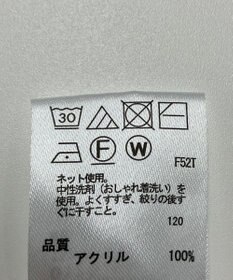 30
F W
F52T
ネット使用。
中性洗剤（おしゃれ着洗い）
を使用。よくすすぎ、絞りの後す
ぐに干すこと。
120
品質
アクリル 100%